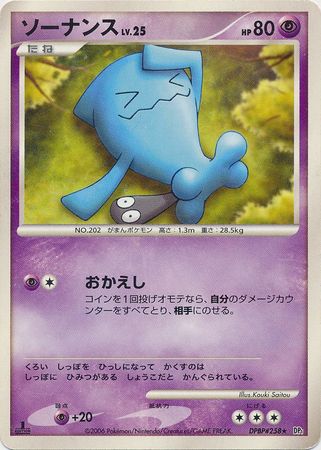 ソーナンス LV.25 HP 80
たね
NO.202 がまんポケモン 高さ:1.3m 重さ:28.5kg
おかえし
コインを1回投げオモテなら、自分のダメージカウ
ンターをすべてとり、相手にのせる。
くろい しっぽを ひっしになって かくすのは
しっぽに ひみつがある しょうこだと かんぐられている。
Illus.Kouki Saitou
弱点 +20 抵抗力 にげる
1 EDITION
DPBP#258★ DP1
©2006 Pokémon/Nintendo/Creatures/GAME FREAK.